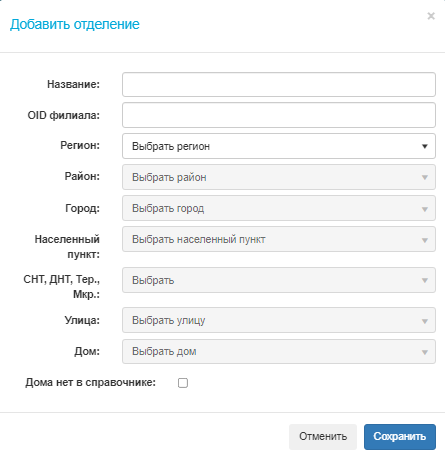 Добавить отделение ×
Название:
OID филиала:
Регион: Выбрать регион
Район: Выбрать район
Город: Выбрать город
Населенный
пункт: Выбрать населенный пункт
СНТ, ДНТ, Тер.,
Мкр.: Выбрать
Улица: Выбрать улицу
Дом: Выбрать дом
Дома нет в справочнике:
Отменить Сохранить